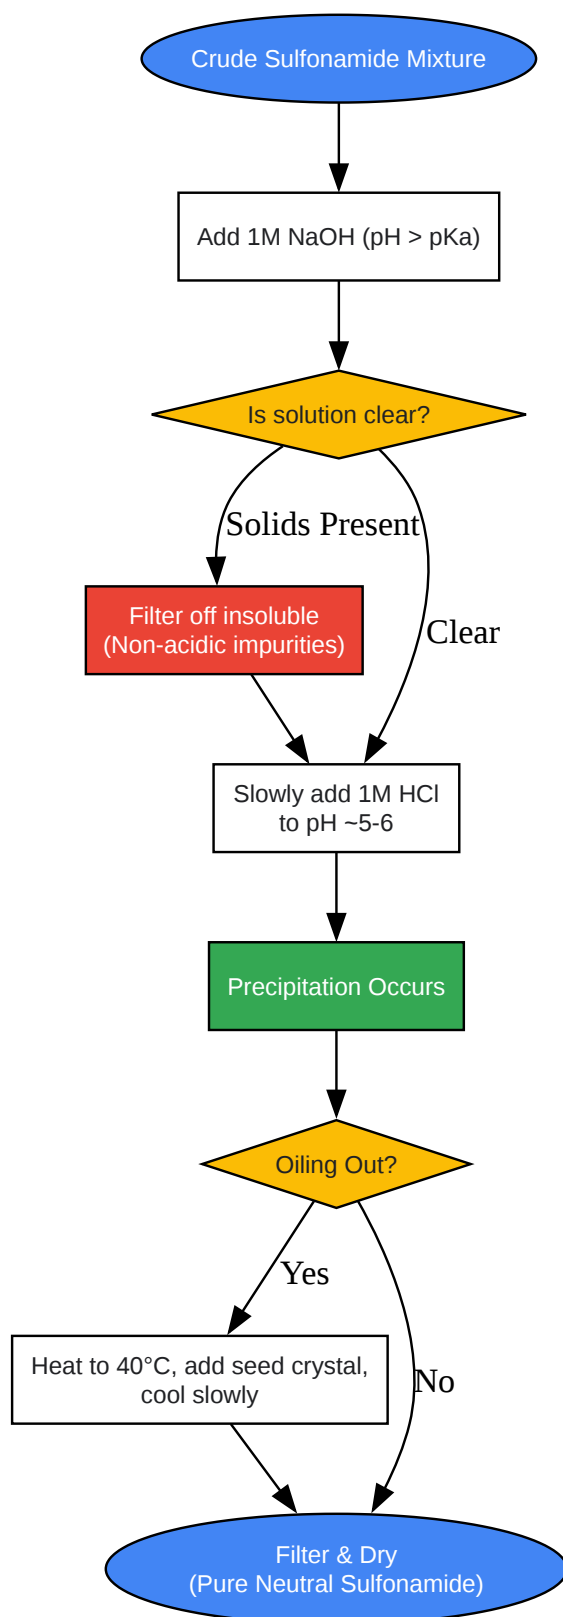 Crude Sulfonamide Mixture
Add 1M NaOH (pH > pKa)
Is solution clear?
Solids Present
Filter off insoluble
(Non-acidic impurities)
Clear
Slowly add 1M HCl
to pH ~5-6
Precipitation Occurs
Oiling Out?
Yes
Heat to 40°C, add seed crystal,
cool slowly
No
Filter & Dry
(Pure Neutral Sulfonamide)